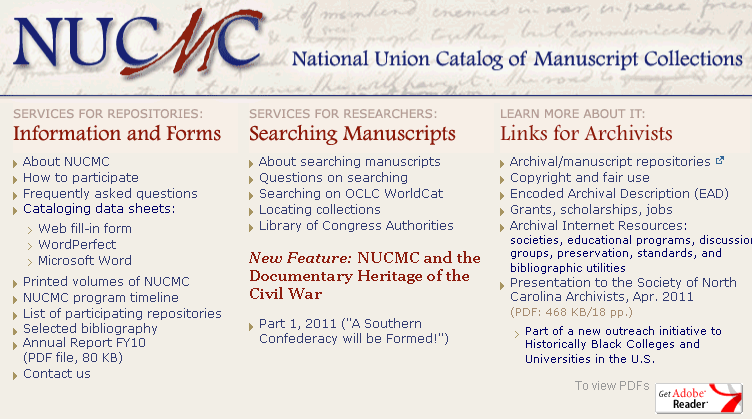 NUCMC
National Union Catalog of Manuscript Collections
SERVICES FOR REPOSITORIES:
Information and Forms
About NUCMC
How to participate
Frequently asked questions
Cataloging data sheets:
Web fill-in form
WordPerfect
Microsoft Word
Printed volumes of NUCMC
NUCMC program timeline
List of participating repositories
Selected bibliography
Annual Report FY10
(PDF file, 80 KB)
Contact us
SERVICES FOR RESEARCHERS:
Searching Manuscripts
About searching manuscripts
Questions on searching
Searching on OCLC WorldCat
Locating collections
Library of Congress Authorities
New Feature: NUCMC and the
Documentary Heritage of the
Civil War
Part 1, 2011 ("A Southern
Confederacy will be Formed!")
LEARN MORE ABOUT IT:
Links for Archivists
Archival/manuscript repositories
Copyright and fair use
Encoded Archival Description (EAD)
Grants, scholarships, jobs
Archival Internet Resources:
societies, educational programs, discussion
groups, preservation, standards, and
bibliographic utilities
Presentation to the Society of North
Carolina Archivists, Apr. 2011
(PDF: 468 KB/18 pp.)
Part of a new outreach initiative to
Historically Black Colleges and
Universities in the U.S.
To view PDFs
Get Adobe
Reader